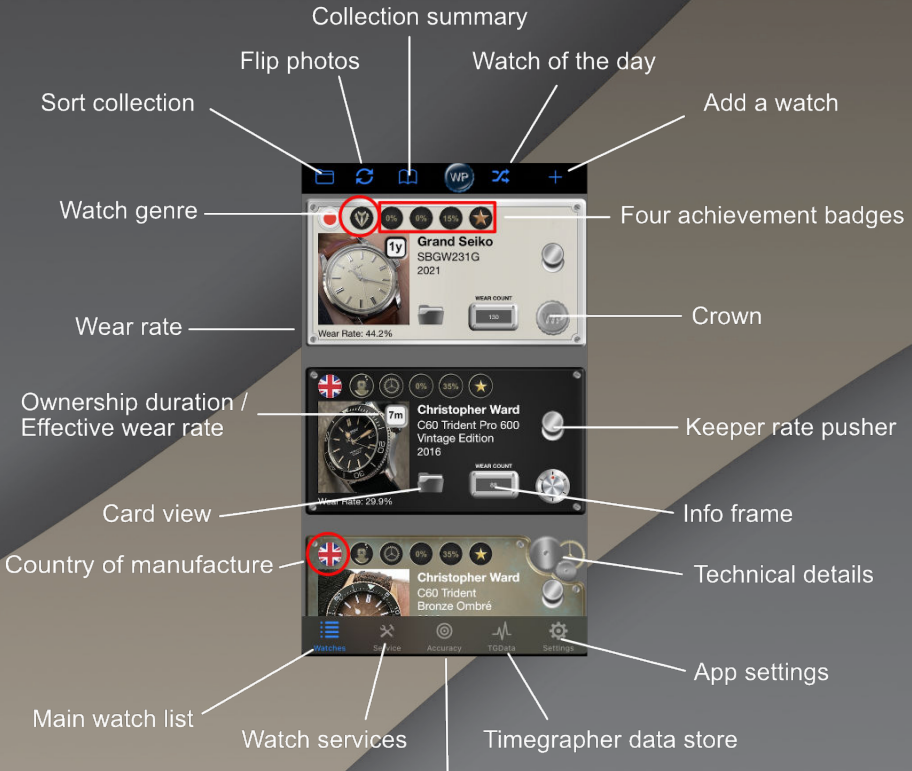 Collection summary
Flip photos
Watch of the day
Sort collection
Add a watch
WP
Watch genre
0%
0%
15%
Four achievement badges
1y
Grand Seiko
SBGW231G
2021
WEAR COUNT
130
Crown
Wear rate
Wear Rate: 44.2%
0%
35%
Ownership duration /
Effective wear rate
7m
Christopher Ward
C60 Trident Pro 600
Vintage Edition
2016
Keeper rate pusher
WEAR COUNT
Wear Rate: 29.9%
Card view
Info frame
Country of manufacture
0%
35%
Technical details
Christopher Ward
C60 Trident
Bronze Ombré
Watches
Service
Accuracy
TGData
Settings
App settings
Main watch list
Watch services
Timegrapher data store